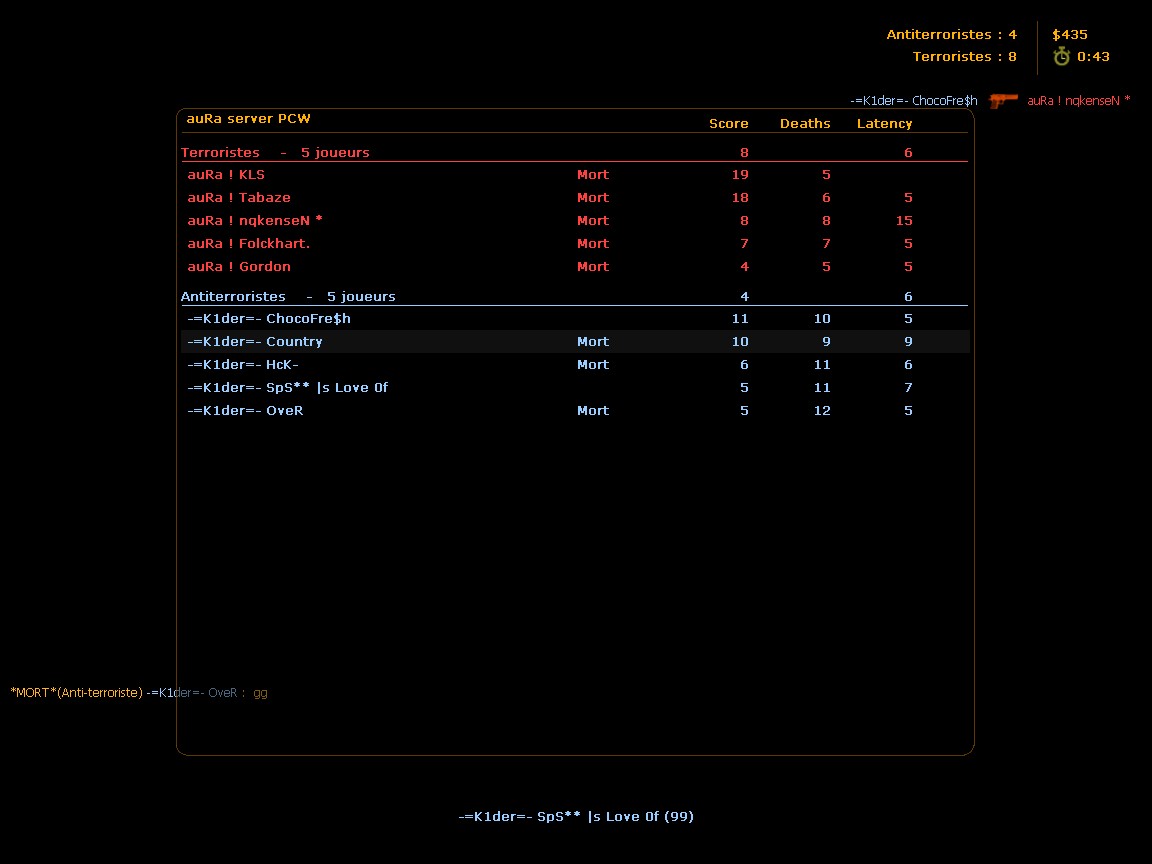 Antiterroristes : 4 $435
Terroristes : 8 0:43
-=K1der=- ChocoFre$h auRa ! nqkenseN *
auRa server PCW
Score Deaths Latency
Terroristes - 5 joueurs 8 6
auRa ! KLS Mort 19 5
auRa ! Tabaze Mort 18 6 5
auRa ! nqkenseN * Mort 8 8 15
auRa ! Folckhart. Mort 7 7 5
auRa ! Gordon Mort 4 5 5
Antiterroristes - 5 joueurs 4 6
-=K1der=- ChocoFre$h 11 10 5
-=K1der=- Country Mort 10 9 9
-=K1der=- HcK- Mort 6 11 6
-=K1der=- SpS** |s Love 0f 5 11 7
-=K1der=- OveR Mort 5 12 5
*MORT*(Anti-terroriste) -=K1der=- OveR : gg
-=K1der=- SpS** |s Love 0f (99)